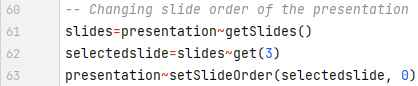 60 -- Changing slide order of the presentation
61 slides=presentation~getSlides()
62 selectedslide=slides~get(3)
63 presentation~setSlideOrder(selectedslide, 0)